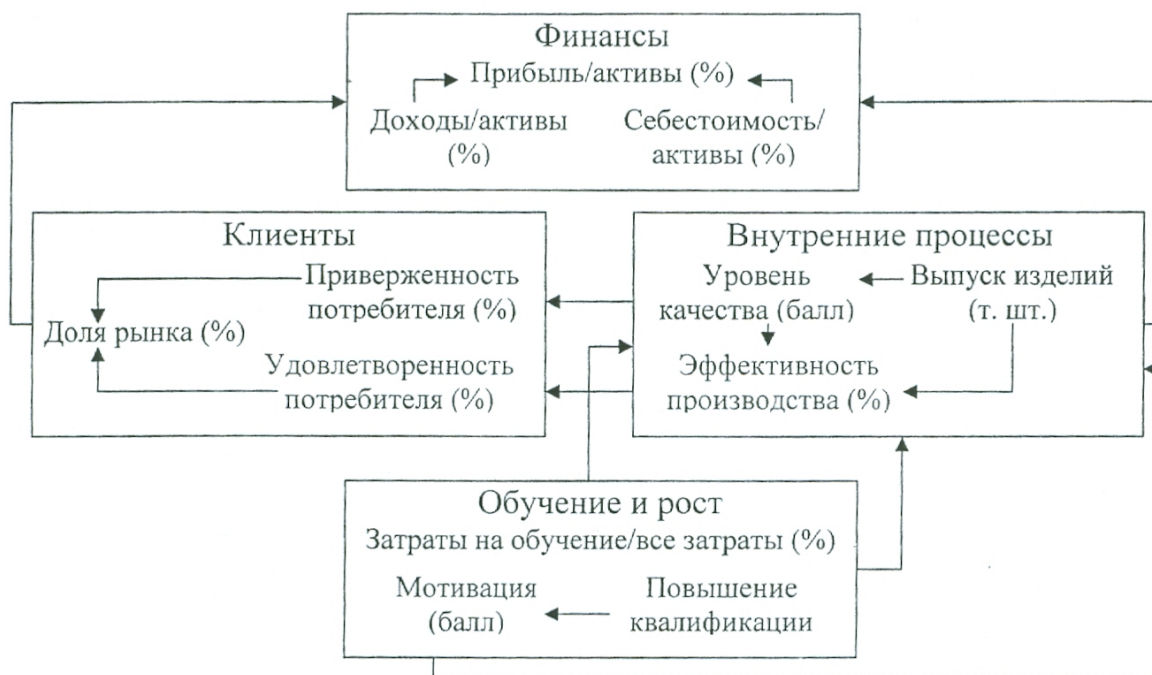 Финансы
Прибыль/активы (%)
Доходы/активы
(%)
Себестоимость/
активы (%)
Клиенты
Приверженность
потребителя (%)
Доля рынка (%)
Удовлетворенность
потребителя (%)
Внутренние процессы
Уровень
качества (балл)
Выпуск изделий
(т. шт.)
Эффективность
производства (%)
Обучение и рост
Затраты на обучение/все затраты (%)
Мотивация
(балл)
Повышение
квалификации